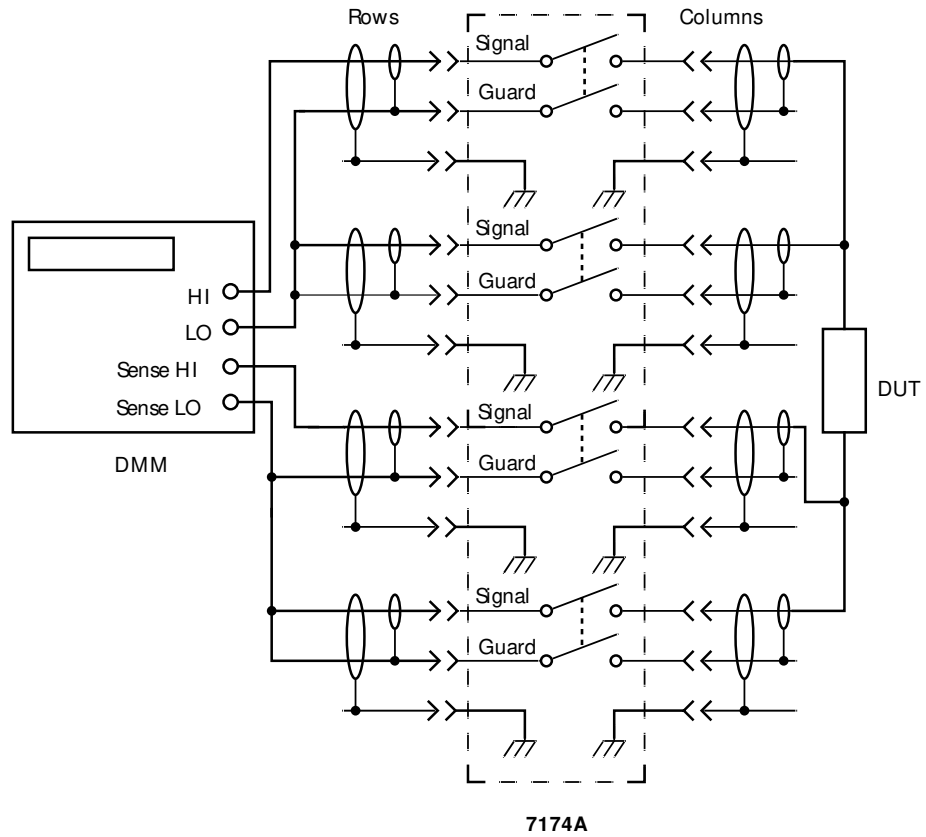 Rows
Columns
Signal
Guard
Signal
Guard
HI
LO
Sense HI
Sense LO
DMM
DUT
Signal
Guard
Signal
Guard
7174A